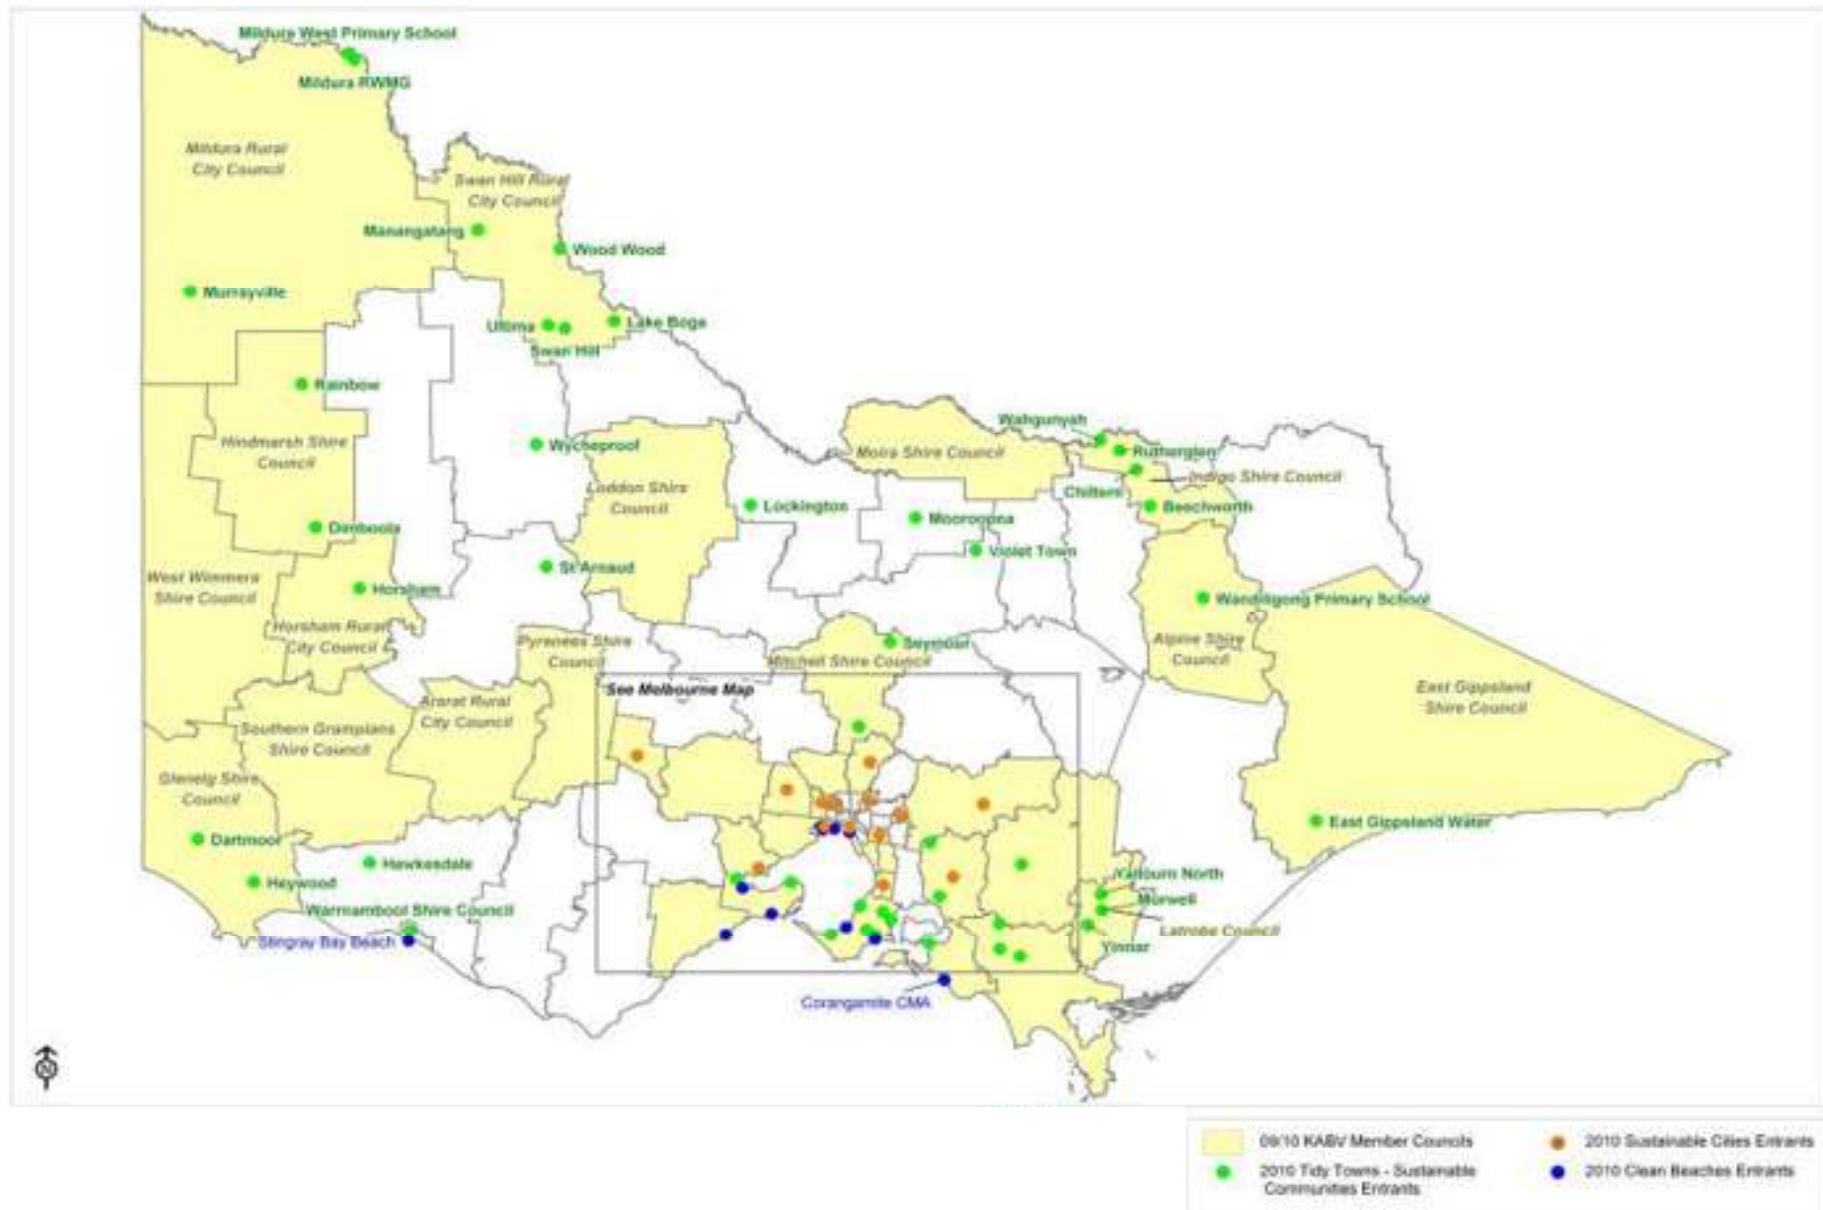 Mildura West Primary School
Mildura RWMG
Mildura Rural
City Council
Swan Hill Rural
City Council
Manangatang
Wood Wood
Murrayville
Ultima
Lake Boga
Swan Hill
Rainbow
Hindmarsh Shire
Council
Wycheproof
Wahgunyah
Moira Shire Council
Rutherglen
Indigo Shire Council
Chiltern
Beechworth
Loddon Shire
Council
Lockington
Mooroopna
Dimboola
Violet Town
St Arnaud
West Wimmera
Shire Council
Horsham
Wandiligong Primary School
Horsham Rural
City Council
Pyrenees Shire
Council
Seymour
Mitchell Shire Council
Alpine Shire
Council
See Melbourne Map
East Gippsland
Shire Council
Ararat Rural
City Council
Southern Grampians
Shire Council
Glenelg Shire
Council
Dartmoor
East Gippsland Water
Hawkesdale
Heywood
Yallourn North
Morwell
Warrnambool Shire Council
Latrobe Council
Stingray Bay Beach
Yinnar
Corangamite CMA
N
09/10 KABV Member Councils
2010 Sustainable Cities Entrants
2010 Tidy Towns - Sustainable
Communities Entrants
2010 Clean Beaches Entrants